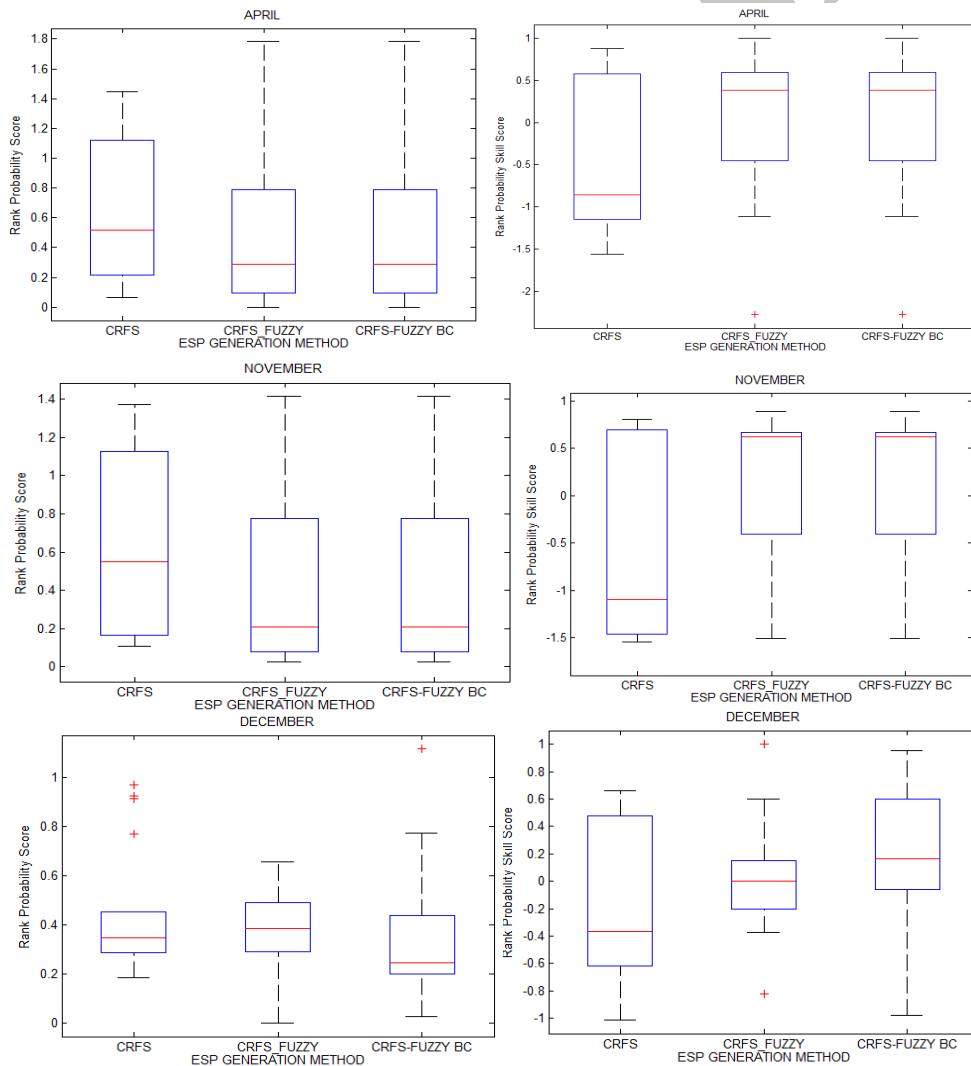 APRIL
Rank Probability Score
1.8
1.6
1.4
1.2
1
0.8
0.6
0.4
0.2
0
CRFS CRFS_FUZZY CRFS-FUZZY BC
ESP GENERATION METHOD
APRIL
Rank Probability Skill Score
1
0.5
0
-0.5
-1
-1.5
-2
CRFS CRFS_FUZZY CRFS-FUZZY BC
ESP GENERATION METHOD
NOVEMBER
Rank Probability Score
1.4
1.2
1
0.8
0.6
0.4
0.2
0
CRFS CRFS_FUZZY CRFS-FUZZY BC
ESP GENERATION METHOD
NOVEMBER
Rank Probability Skill Score
1
0.5
0
-0.5
-1
-1.5
CRFS CRFS_FUZZY CRFS-FUZZY BC
ESP GENERATION METHOD
DECEMBER
Rank Probability Score
1
0.8
0.6
0.4
0.2
0
CRFS CRFS_FUZZY CRFS-FUZZY BC
ESP GENERATION METHOD
DECEMBER
Rank Probability Skill Score
1
0.8
0.6
0.4
0.2
0
-0.2
-0.4
-0.6
-0.8
-1
CRFS CRFS_FUZZY CRFS-FUZZY BC
ESP GENERATION METHOD